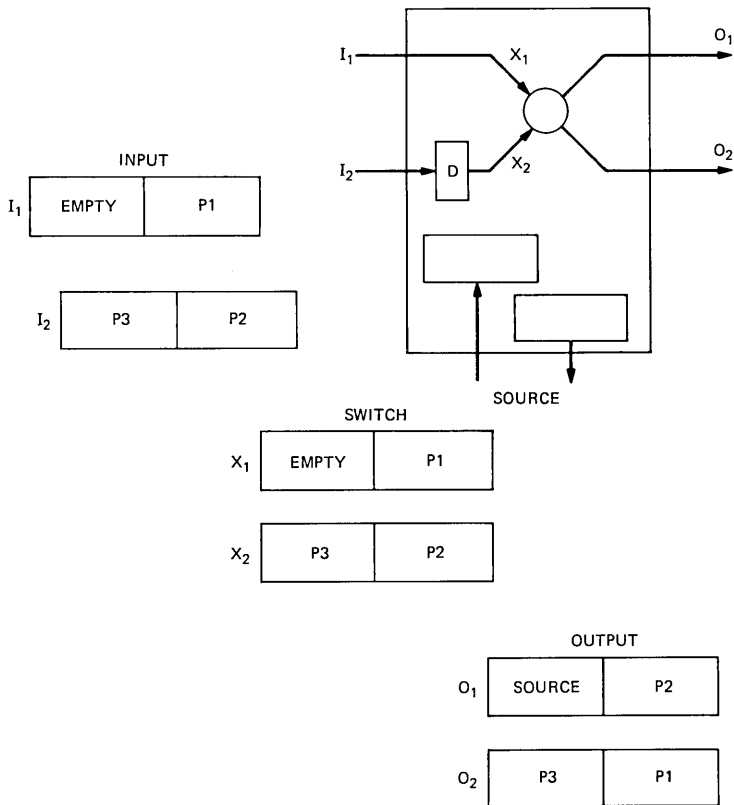 O₁
I₁
X₁
O₂
INPUT
I₂
D
X₂
I₁ EMPTY P1
I₂ P3 P2
SOURCE
SWITCH
X₁ EMPTY P1
X₂ P3 P2
OUTPUT
O₁ SOURCE P2
O₂ P3 P1